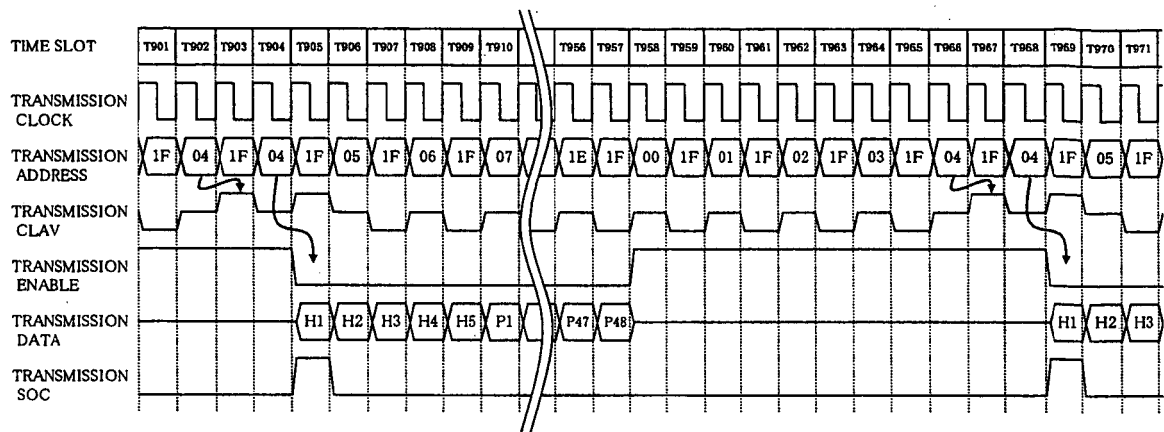 TIME SLOT T901 T902 T903 T904 T905 T906 T907 T908 T909 T910 T956 T957 T958 T959 T960 T961 T962 T963 T964 T965 T966 T967 T968 T969 T970 T971
TRANSMISSION
CLOCK
TRANSMISSION
ADDRESS
1F 04 1F 04 1F 05 1F 06 1F 07 1E 1F 00 1F 01 1F 02 1F 03 1F 04 1F 04 1F 05 1F
TRANSMISSION
CLAV
TRANSMISSION
ENABLE
TRANSMISSION
DATA
H1 H2 H3 H4 H5 P1 P47 P48 H1 H2 H3
TRANSMISSION
SOC